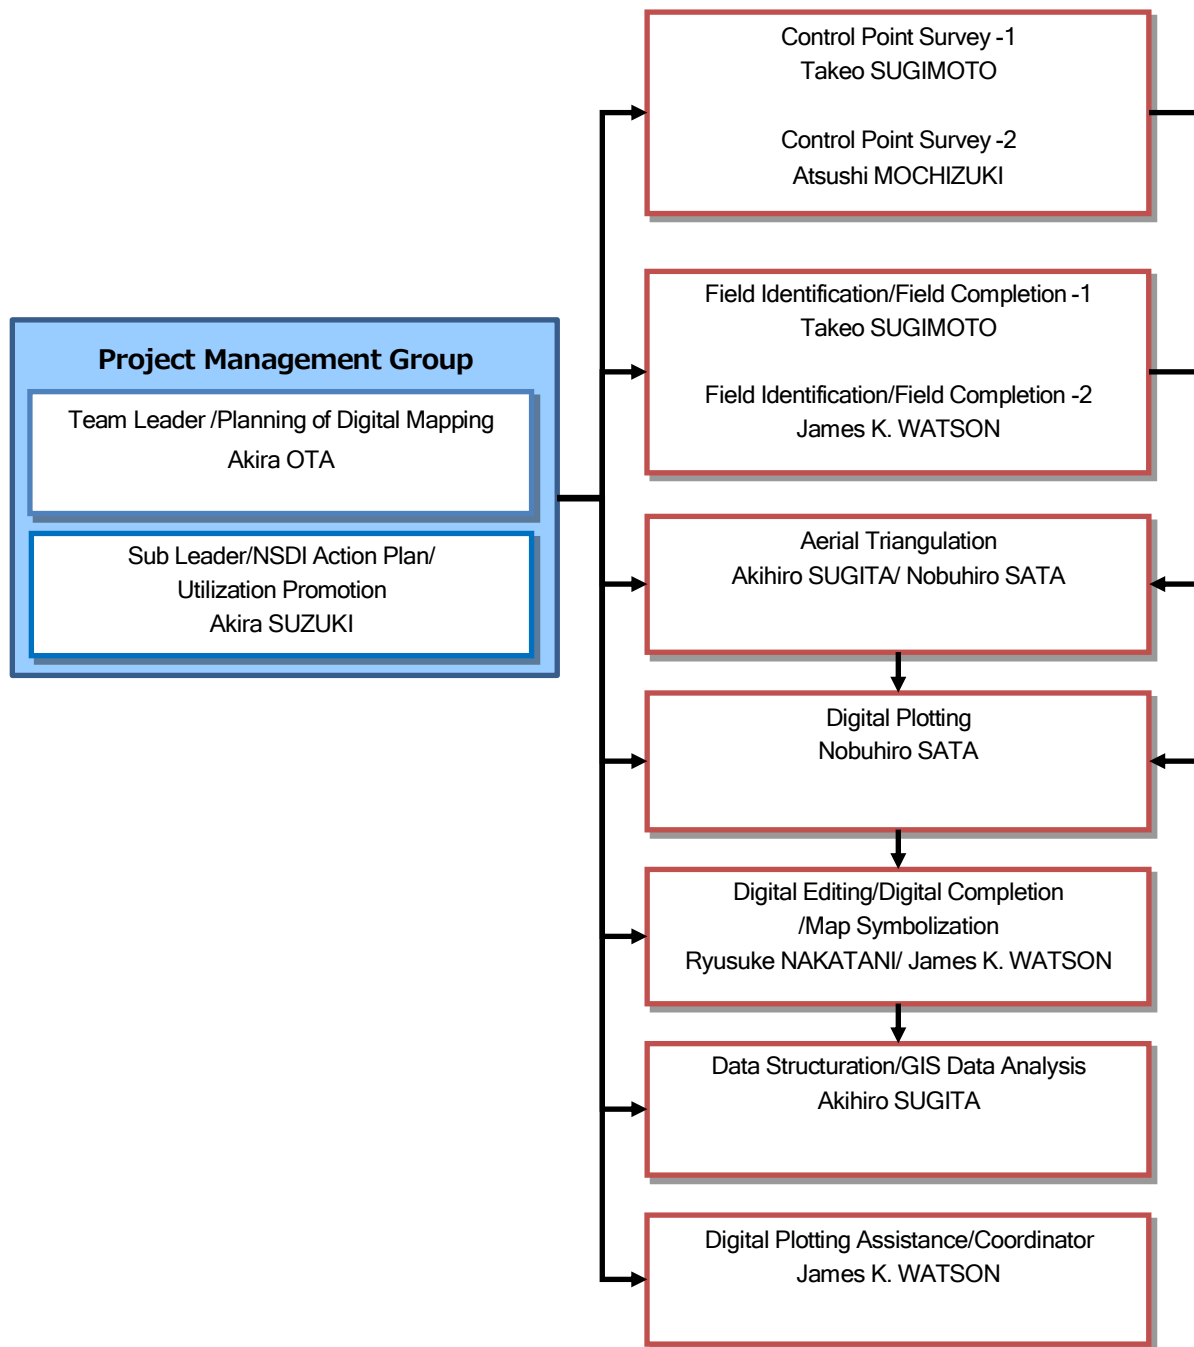 Project Management Group
Team Leader /Planning of Digital Mapping
Akira OTA
Sub Leader/NSDI Action Plan/
Utilization Promotion
Akira SUZUKI
Control Point Survey -1
Takeo SUGIMOTO
Control Point Survey -2
Atsushi MOCHIZUKI
Field Identification/Field Completion -1
Takeo SUGIMOTO
Field Identification/Field Completion -2
James K. WATSON
Aerial Triangulation
Akihiro SUGITA/ Nobuhiro SATA
Digital Plotting
Nobuhiro SATA
Digital Editing/Digital Completion
/Map Symbolization
Ryusuke NAKATANI/ James K. WATSON
Data Structuration/GIS Data Analysis
Akihiro SUGITA
Digital Plotting Assistance/Coordinator
James K. WATSON